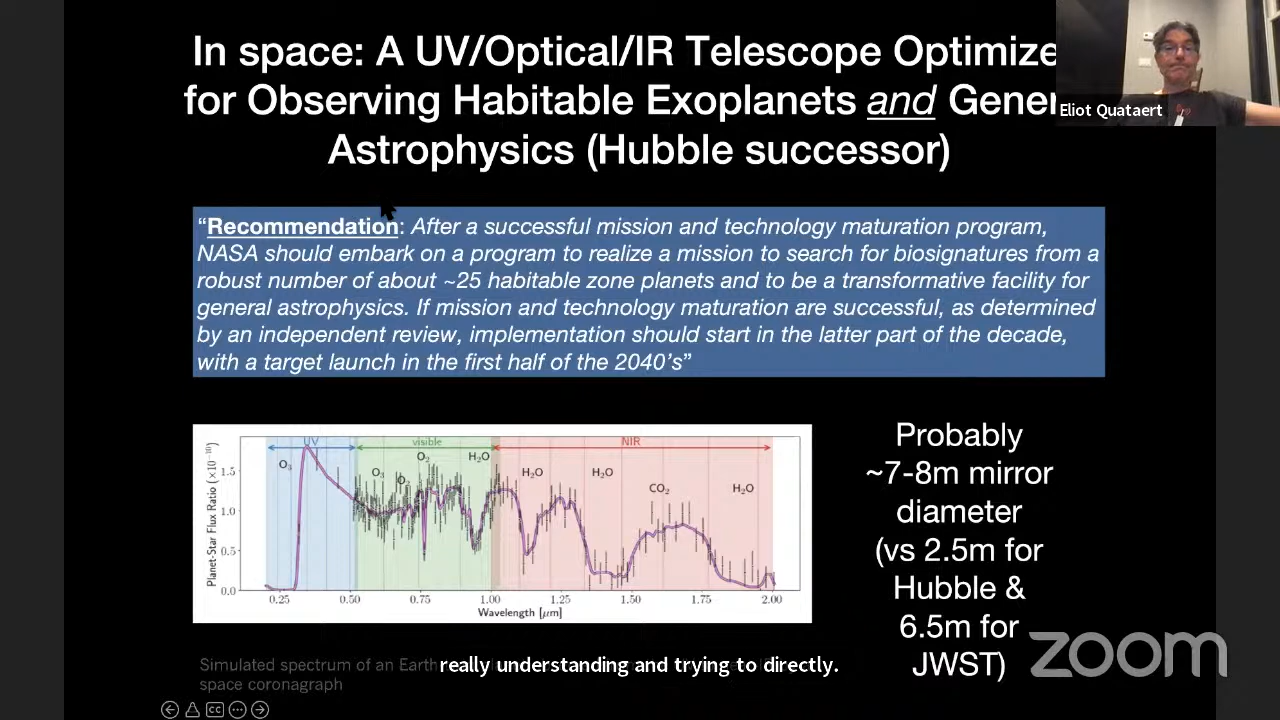 In space: A UV/Optical/IR Telescope Optimize
for Observing Habitable Exoplanets and Gener
Astrophysics (Hubble successor)
Eliot Quataert
“Recommendation: After a successful mission and technology maturation program,
NASA should embark on a program to realize a mission to search for biosignatures from a
robust number of about ~25 habitable zone planets and to be a transformative facility for
general astrophysics. If mission and technology maturation are successful, as determined
by an independent review, implementation should start in the latter part of the decade,
with a target launch in the first half of the 2040’s”
UV visible NIR
O₃ O₃ O₂ H₂O H₂O H₂O CO₂ H₂O
Planet-Star Flux Ratio (×10⁻¹⁰)
1.5
1.0
0.5
0.0
0.25 0.50 0.75 1.00 1.25 1.50 1.75 2.00
Wavelength [μm]
Probably
~7-8m mirror
diameter
(vs 2.5m for
Hubble &
6.5m for
JWST)
zoom
Simulated spectrum of an Earth
space coronagraph
really understanding and trying to directly.
CC